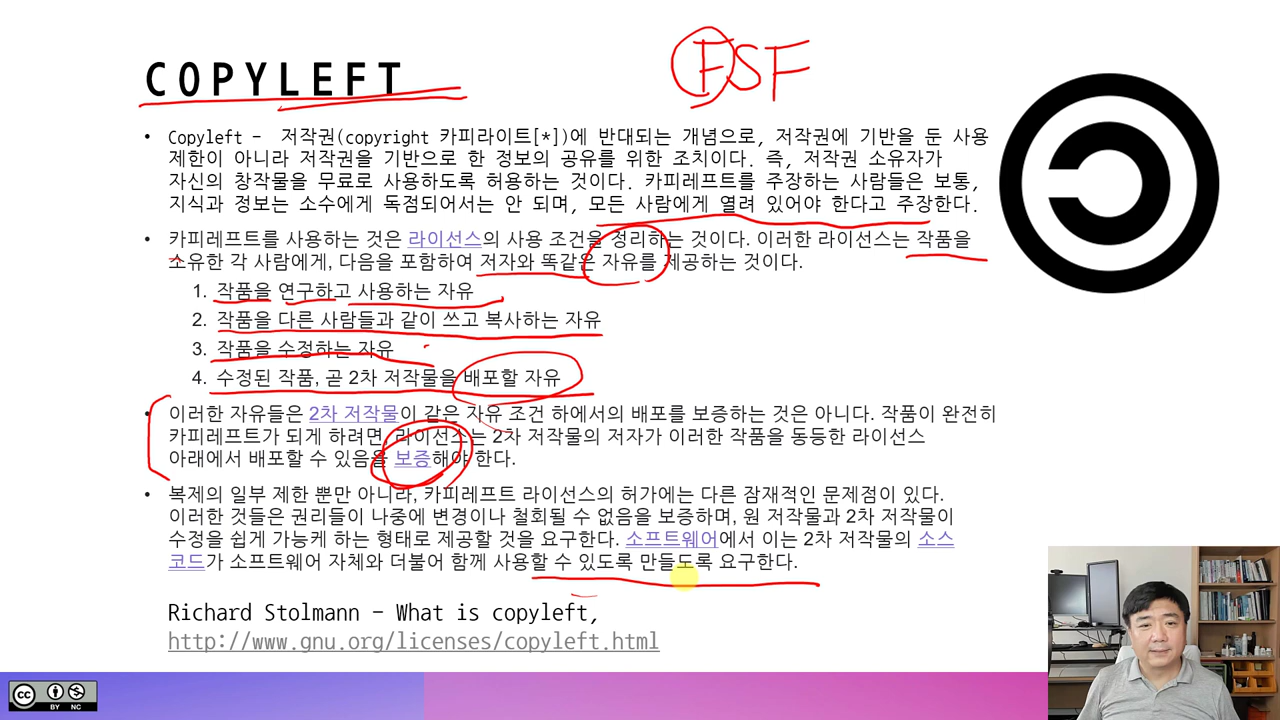 COPYLEFT
FSF
• Copyleft - 저작권(copyright 카피라이트[*])에 반대되는 개념으로, 저작권에 기반을 둔 사용
제한이 아니라 저작권을 기반으로 한 정보의 공유를 위한 조치이다. 즉, 저작권 소유자가
자신의 창작물을 무료로 사용하도록 허용하는 것이다. 카피레프트를 주장하는 사람들은 보통,
지식과 정보는 소수에게 독점되어서는 안 되며, 모든 사람에게 열려 있어야 한다고 주장한다.
• 카피레프트를 사용하는 것은 라이선스의 사용 조건을 정리하는 것이다. 이러한 라이선스는 작품을
소유한 각 사람에게, 다음을 포함하여 저자와 똑같은 자유를 제공하는 것이다.
1. 작품을 연구하고 사용하는 자유
2. 작품을 다른 사람들과 같이 쓰고 복사하는 자유
3. 작품을 수정하는 자유
4. 수정된 작품, 곧 2차 저작물을 배포할 자유
• 이러한 자유들은 2차 저작물이 같은 자유 조건 하에서의 배포를 보증하는 것은 아니다. 작품이 완전히
카피레프트가 되게 하려면, 라이선스는 2차 저작물의 저자가 이러한 작품을 동등한 라이선스
아래에서 배포할 수 있음을 보증해야 한다.
• 복제의 일부 제한 뿐만 아니라, 카피레프트 라이선스의 허가에는 다른 잠재적인 문제점이 있다.
이러한 것들은 권리들이 나중에 변경이나 철회될 수 없음을 보증하며, 원 저작물과 2차 저작물이
수정을 쉽게 가능케 하는 형태로 제공할 것을 요구한다. 소프트웨어에서 이는 2차 저작물의 소스
코드가 소프트웨어 자체와 더불어 함께 사용할 수 있도록 만들도록 요구한다.
Richard Stolmann - What is copyleft,
http://www.gnu.org/licenses/copyleft.html
cc
BY NC